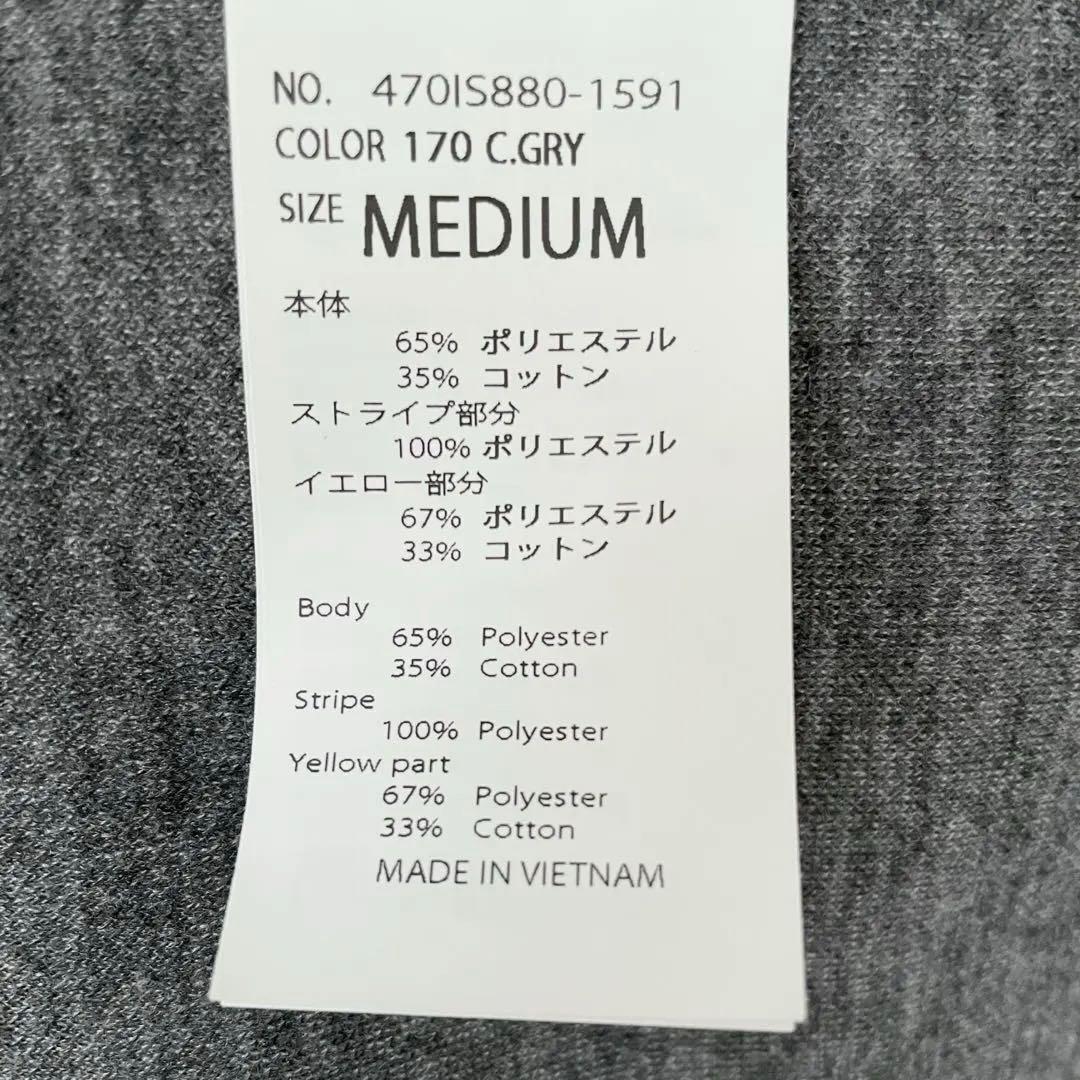 NO. 470IS880-1591
COLOR 170 C.GRY
SIZE MEDIUM
本体
65% ポリエステル
35% コットン
ストライプ部分
100% ポリエステル
イエロー部分
67% ポリエステル
33% コットン
Body
65% Polyester
35% Cotton
Stripe
100% Polyester
Yellow part
67% Polyester
33% Cotton
MADE IN VIETNAM